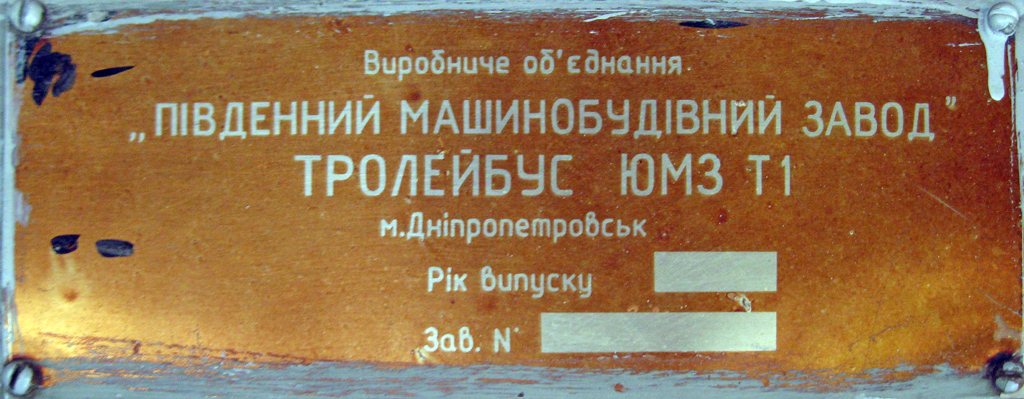 Виробниче об'єднання
„ПІВДЕННИЙ МАШИНОБУДІВНИЙ ЗАВОД”
ТРОЛЕЙБУС ЮМЗ Т1
м.Дніпропетровськ
Рік випуску
Зав. N°